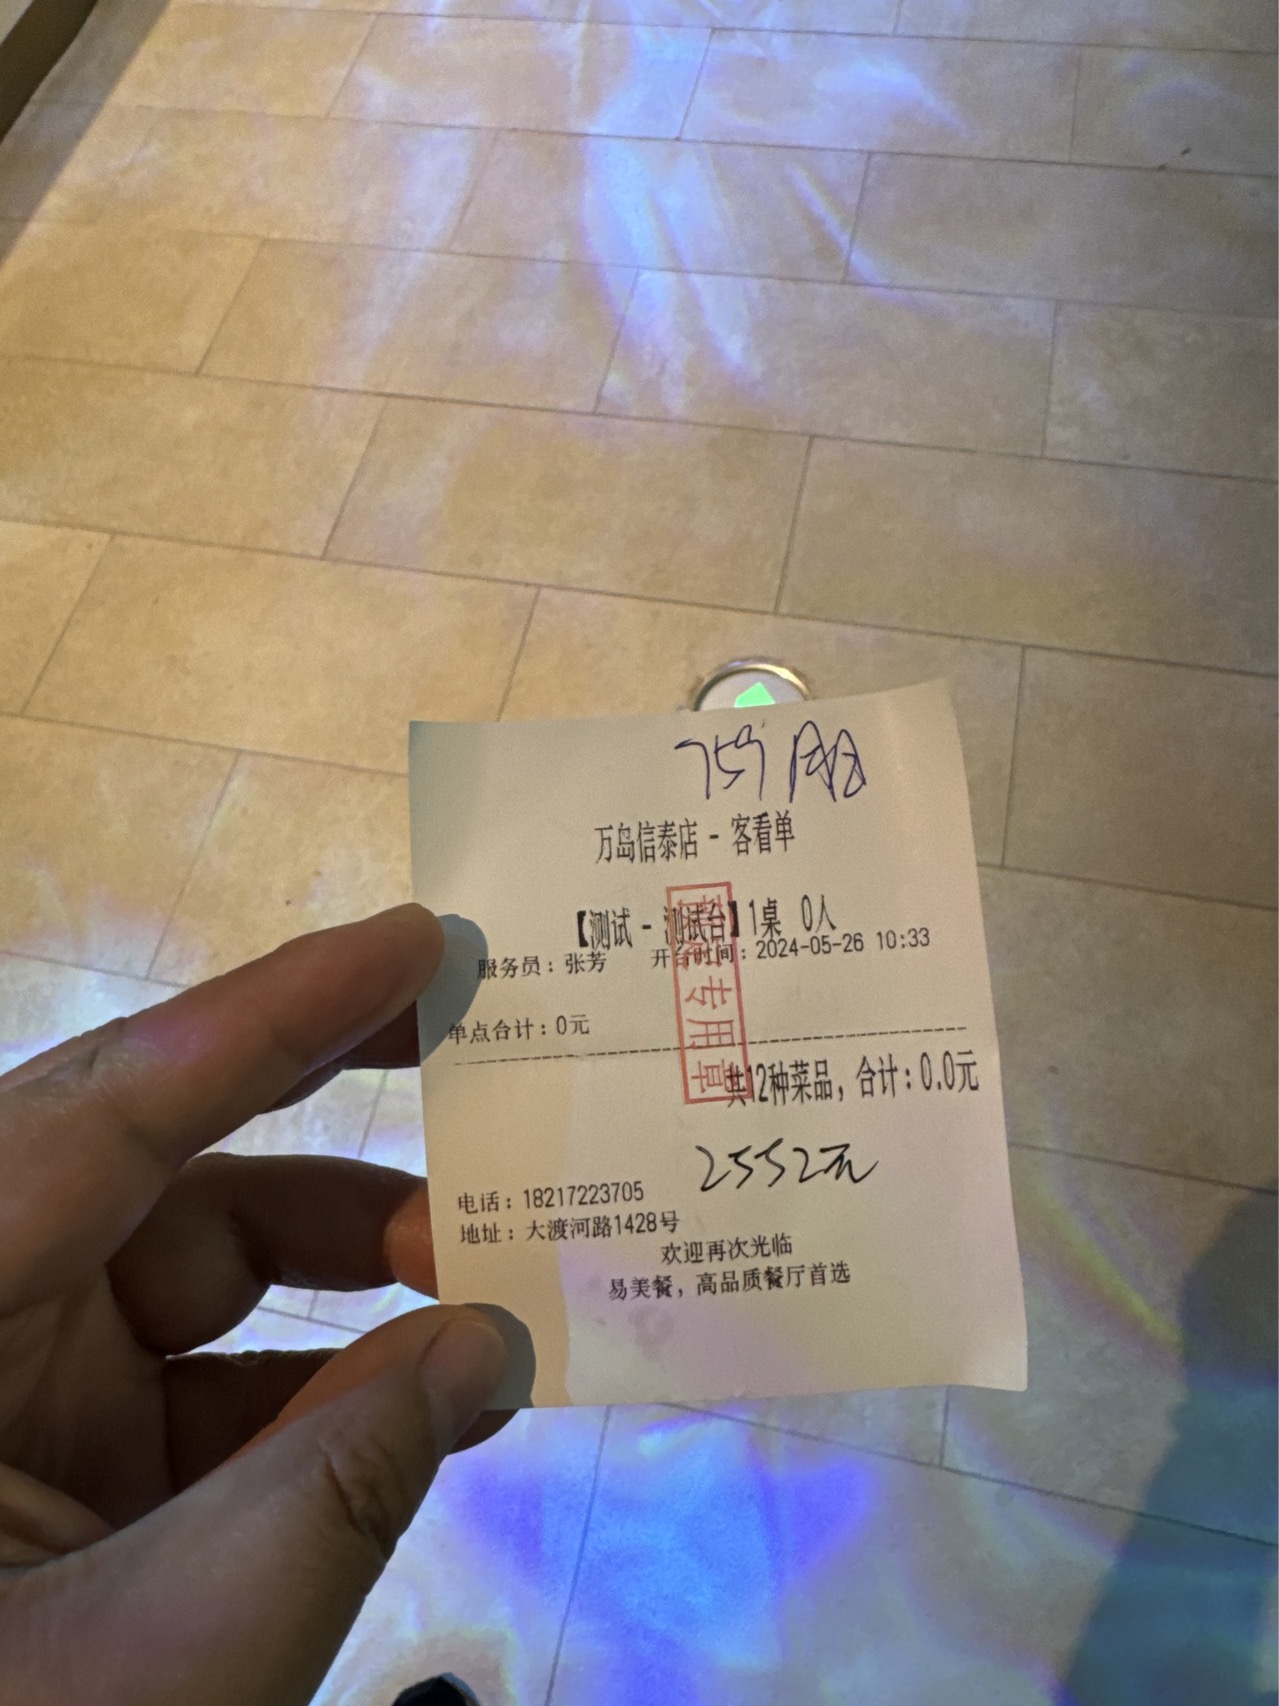 万岛信泰店 - 客看单
【测试 - 测试台】1桌 0人
服务员：张芳 开台时间：2024-05-26 10:33
单点合计：0元
专用章
共12种菜品，合计：0.0元
2552元
电话：18217223705
地址：大渡河路1428号
欢迎再次光临
易美餐，高品质餐厅首选